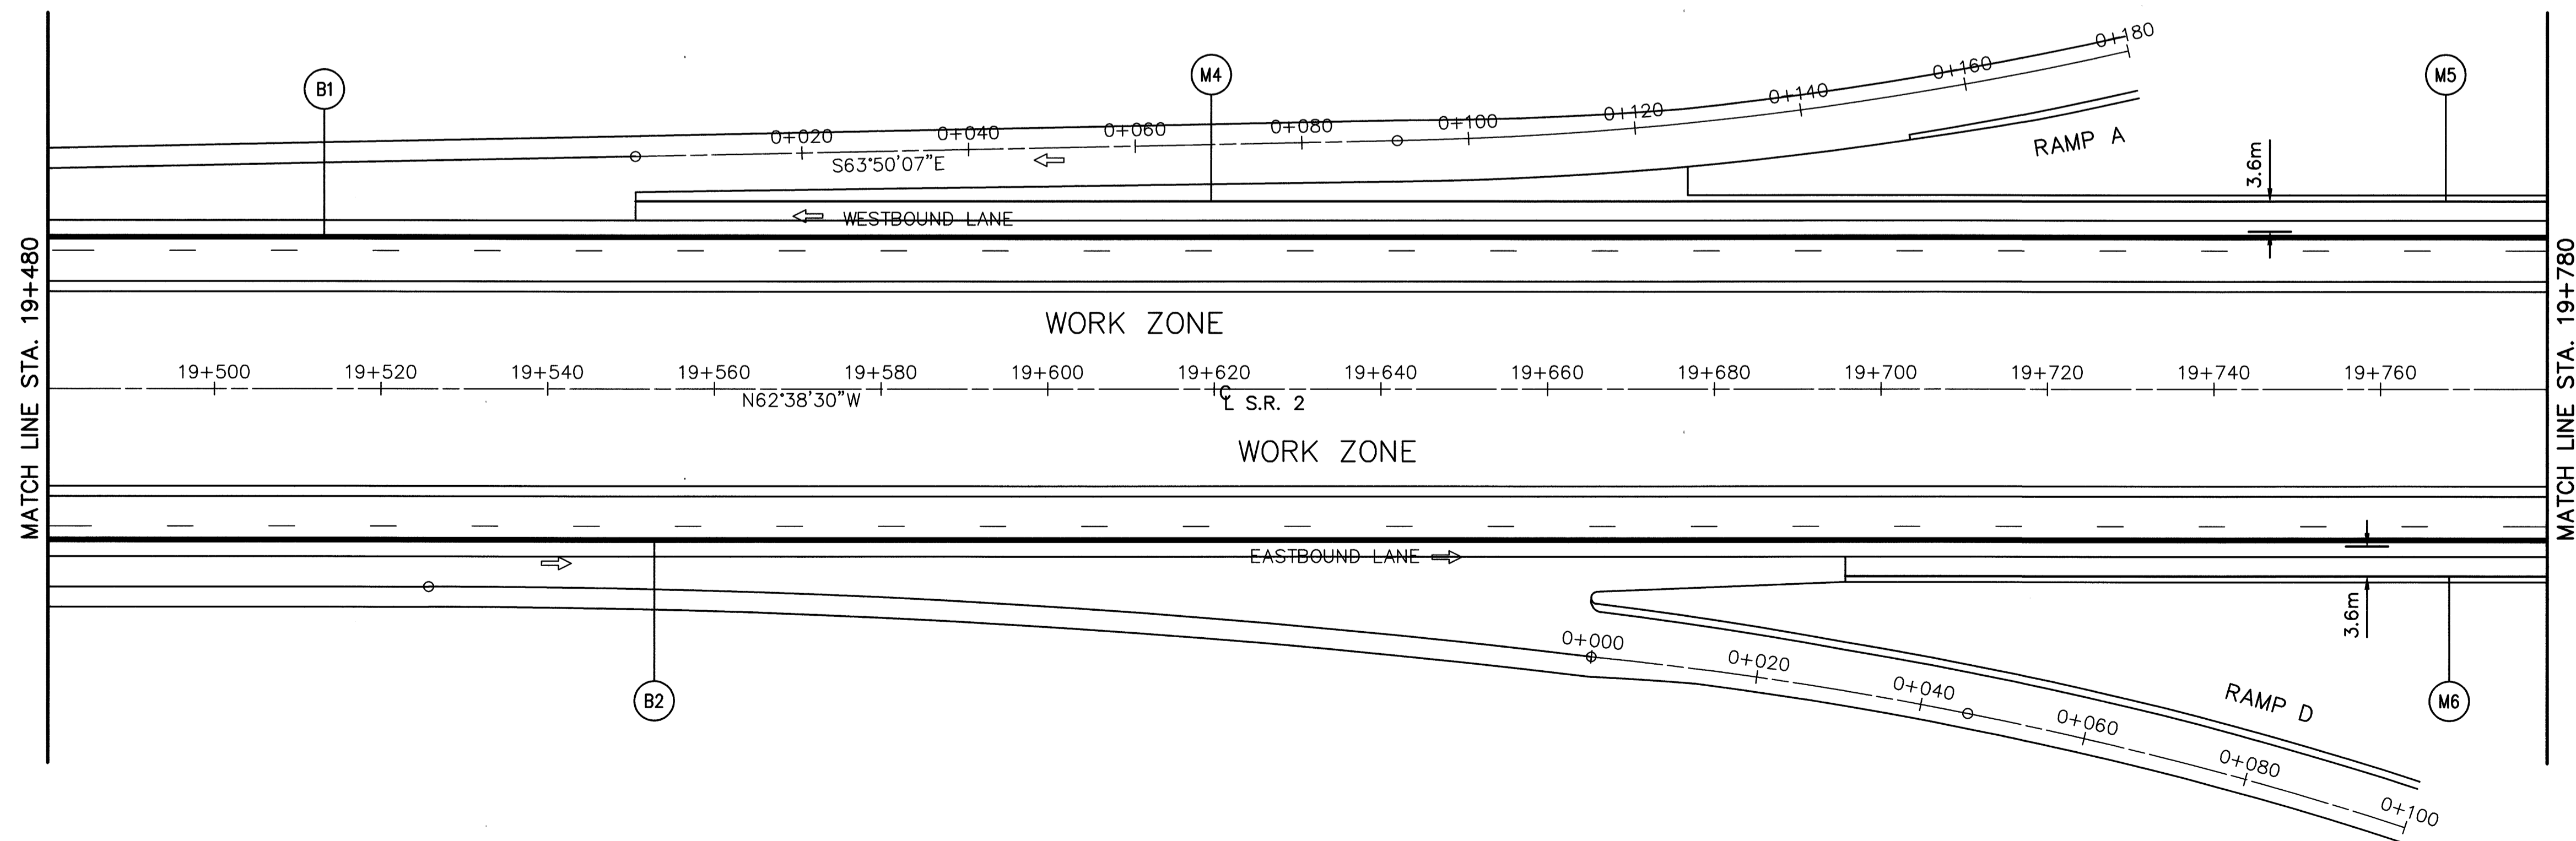 0+180
B1
M4
M5
0+160
0+140
0+120
0+100
0+080
0+060
0+040
0+020
S63°50'07"E
RAMP A
3.6m
WESTBOUND LANE
MATCH LINE STA. 19+480
MATCH LINE STA. 19+780
WORK ZONE
19+500 19+520 19+540 19+560 19+580 19+600 19+620 19+640 19+660 19+680 19+700 19+720 19+740 19+760
N62°38'30"W
CL S.R. 2
WORK ZONE
EASTBOUND LANE
3.6m
0+000
0+020
0+040
0+060
0+080
0+100
RAMP D
B2
M6